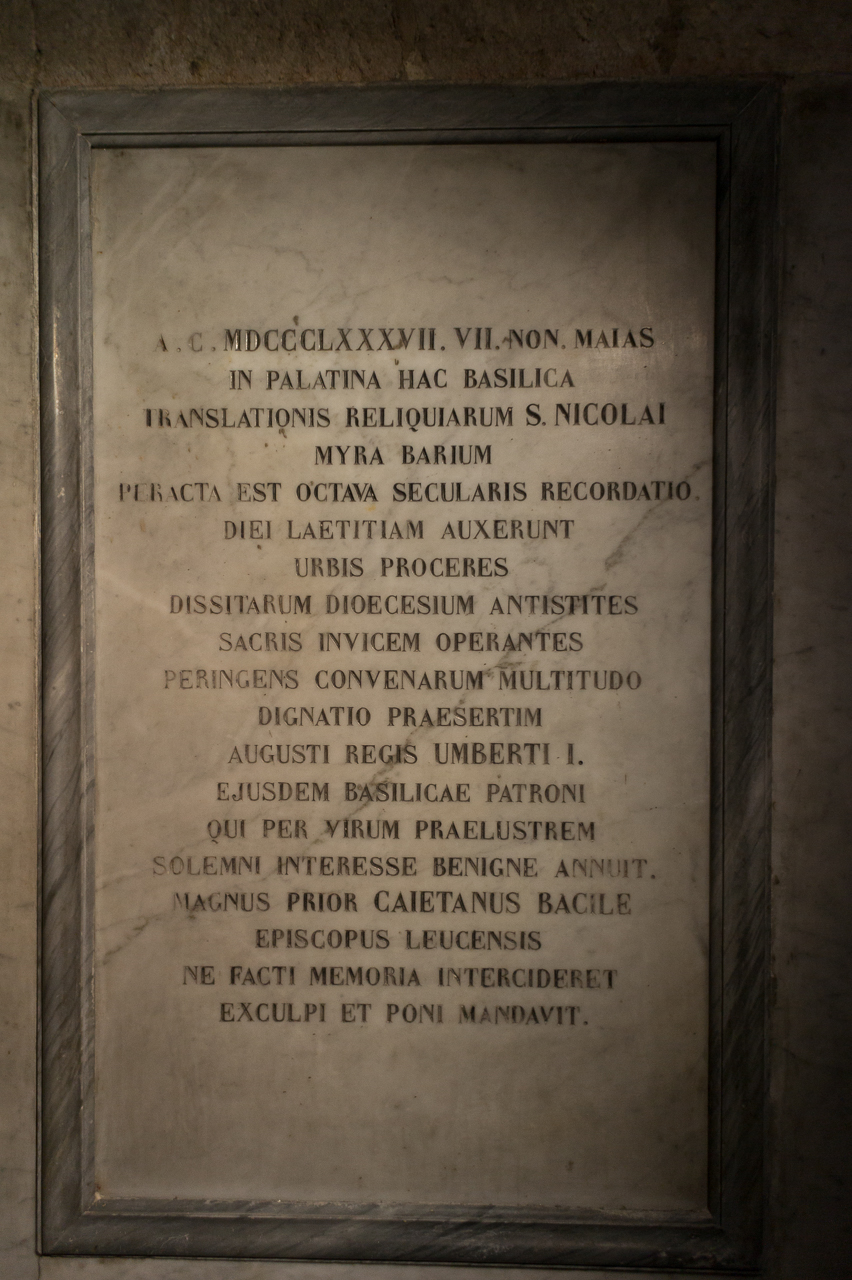 A. C. MDCCCLXXXVII. VII. NON. MAIAS
IN PALATINA HAC BASILICA
TRANSLATIONIS RELIQUIARUM S. NICOLAI
MYRA BARIUM
PERACTA EST OCTAVA SECULARIS RECORDATIO.
DIEI LAETITIAM AUXERUNT
URBIS PROCERES
DISSITARUM DIOECESIUM ANTISTITES
SACRIS INVICEM OPERANTES
PERINGENS CONVENARUM MULTITUDO
DIGNATIO PRAESERTIM
AUGUSTI REGIS UMBERTI I.
EJUSDEM BASILICAE PATRONI
QUI PER VIRUM PRAELUSTREM
SOLEMNI INTERESSE BENIGNE ANNUIT.
MAGNUS PRIOR CAIETANUS BACILE
EPISCOPUS LEUCENSIS
NE FACTI MEMORIA INTERCIDERET
EXCULPI ET PONI MANDAVIT.